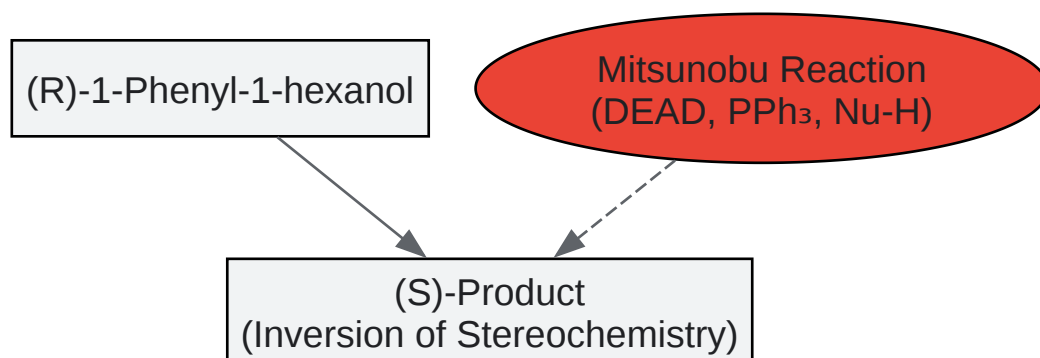 (R)-1-Phenyl-1-hexanol
Mitsunobu Reaction
(DEAD, PPh₃, Nu-H)
(S)-Product
(Inversion of Stereochemistry)